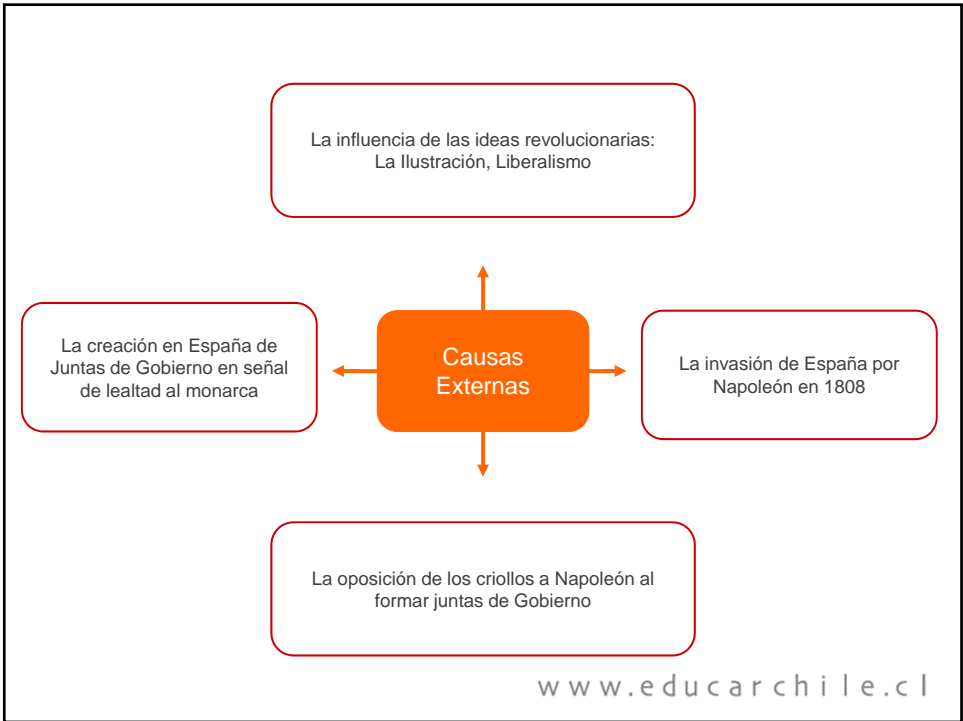 La influencia de las ideas revolucionarias:
La Ilustración, Liberalismo
La creación en España de
Juntas de Gobierno en señal
de lealtad al monarca
Causas
Externas
La invasión de España por
Napoleón en 1808
La oposición de los criollos a Napoleón al
formar juntas de Gobierno
www.educarchile.cl